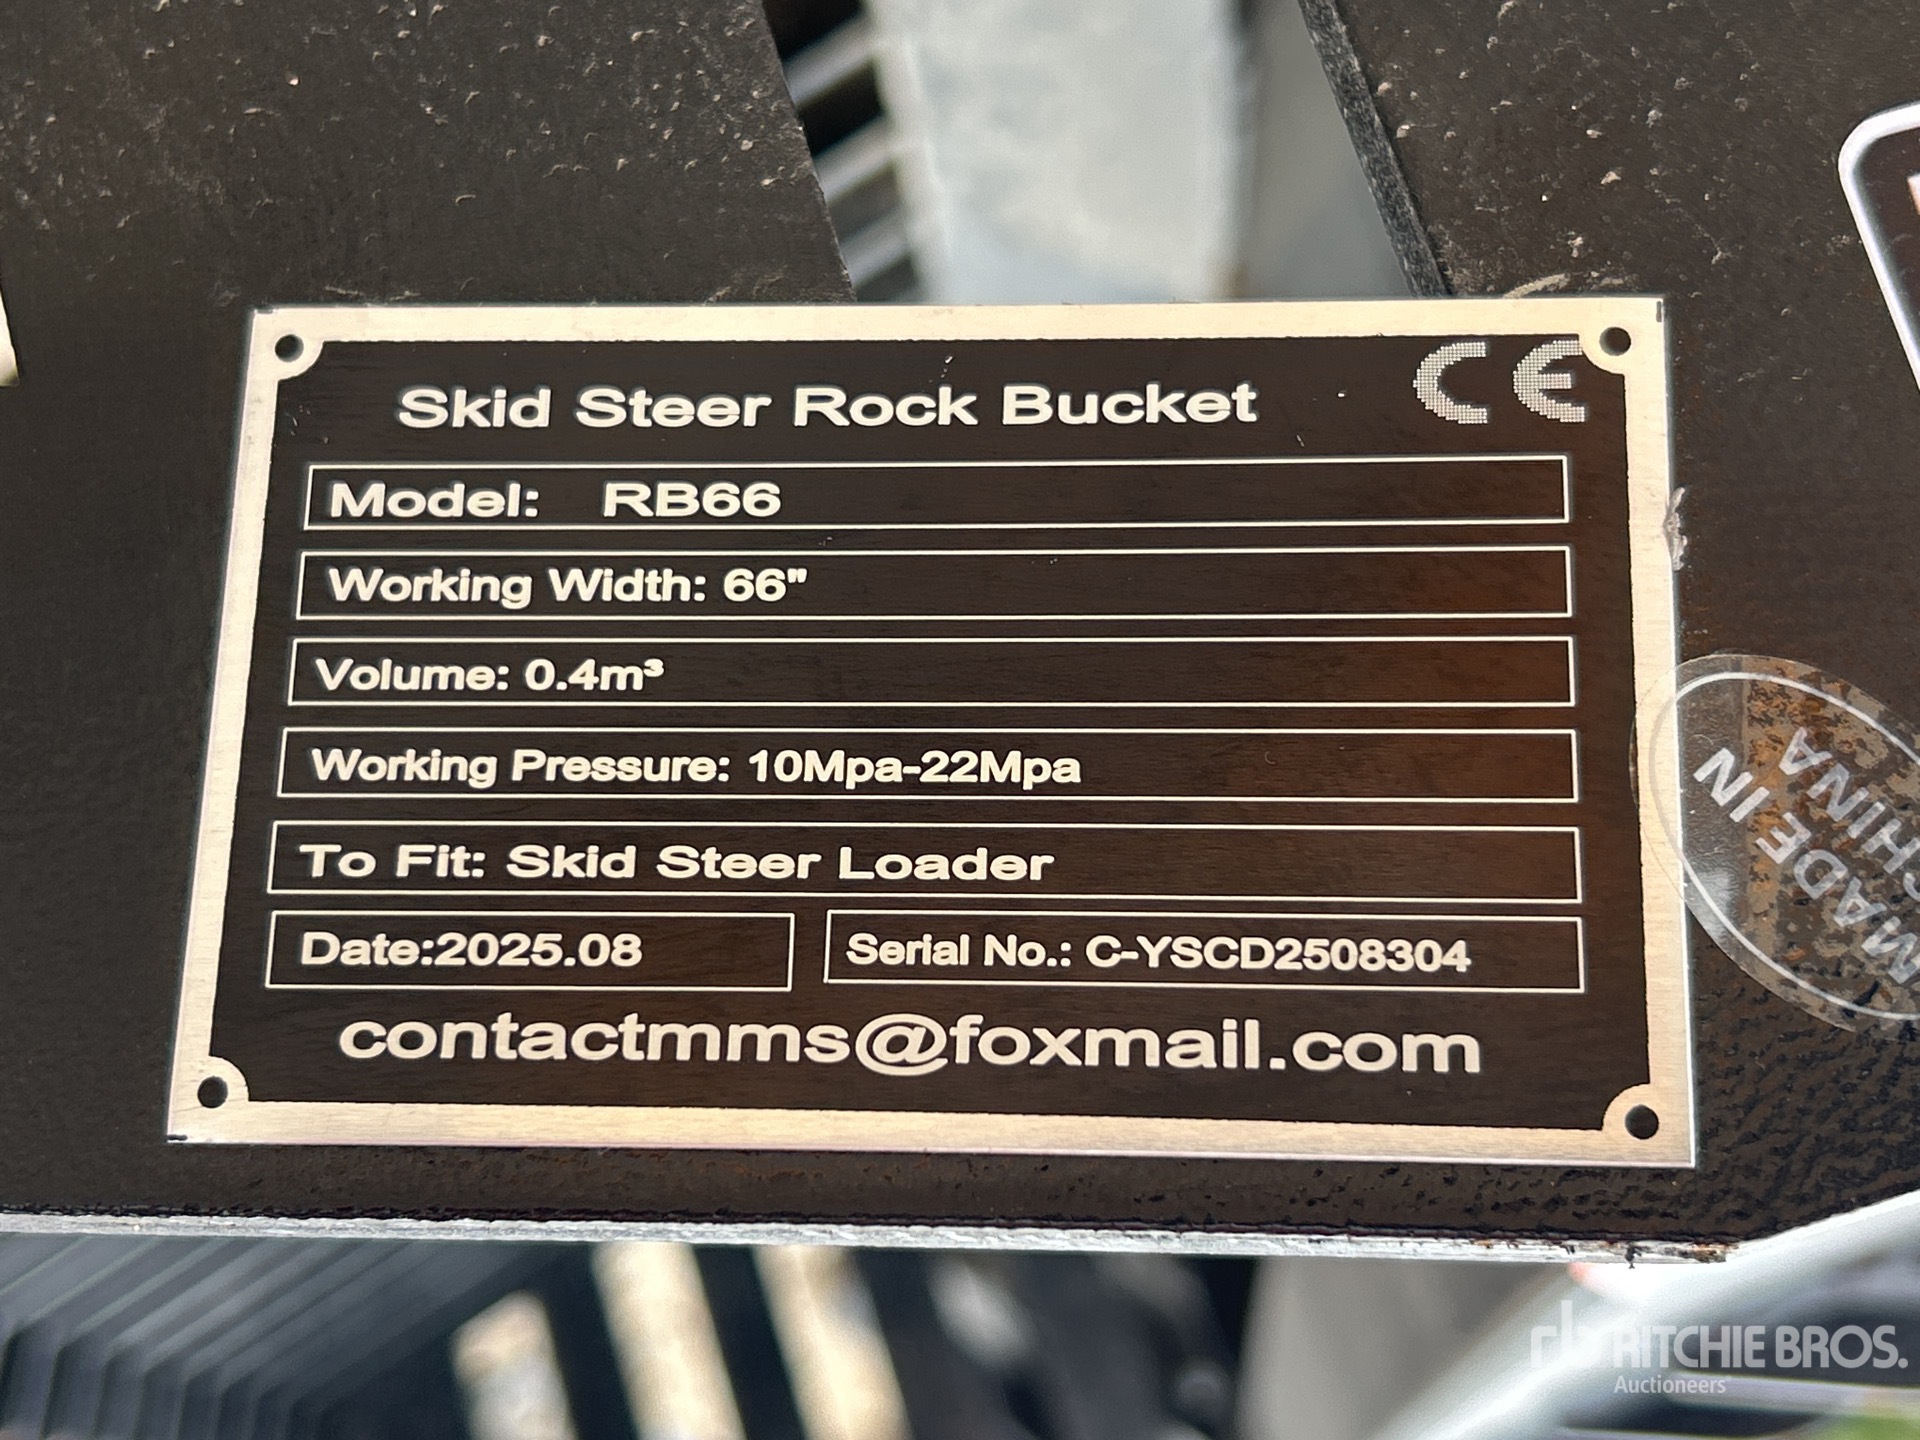 Skid Steer Rock Bucket
CE
Model: RB66
Working Width: 66"
Volume: 0.4m³
Working Pressure: 10Mpa-22Mpa
To Fit: Skid Steer Loader
Date:2025.08
Serial No.: C-YSCD2508304
contactmms@foxmail.com
MADE IN
CHINA
rb RITCHIE BROS.
Auctioneers